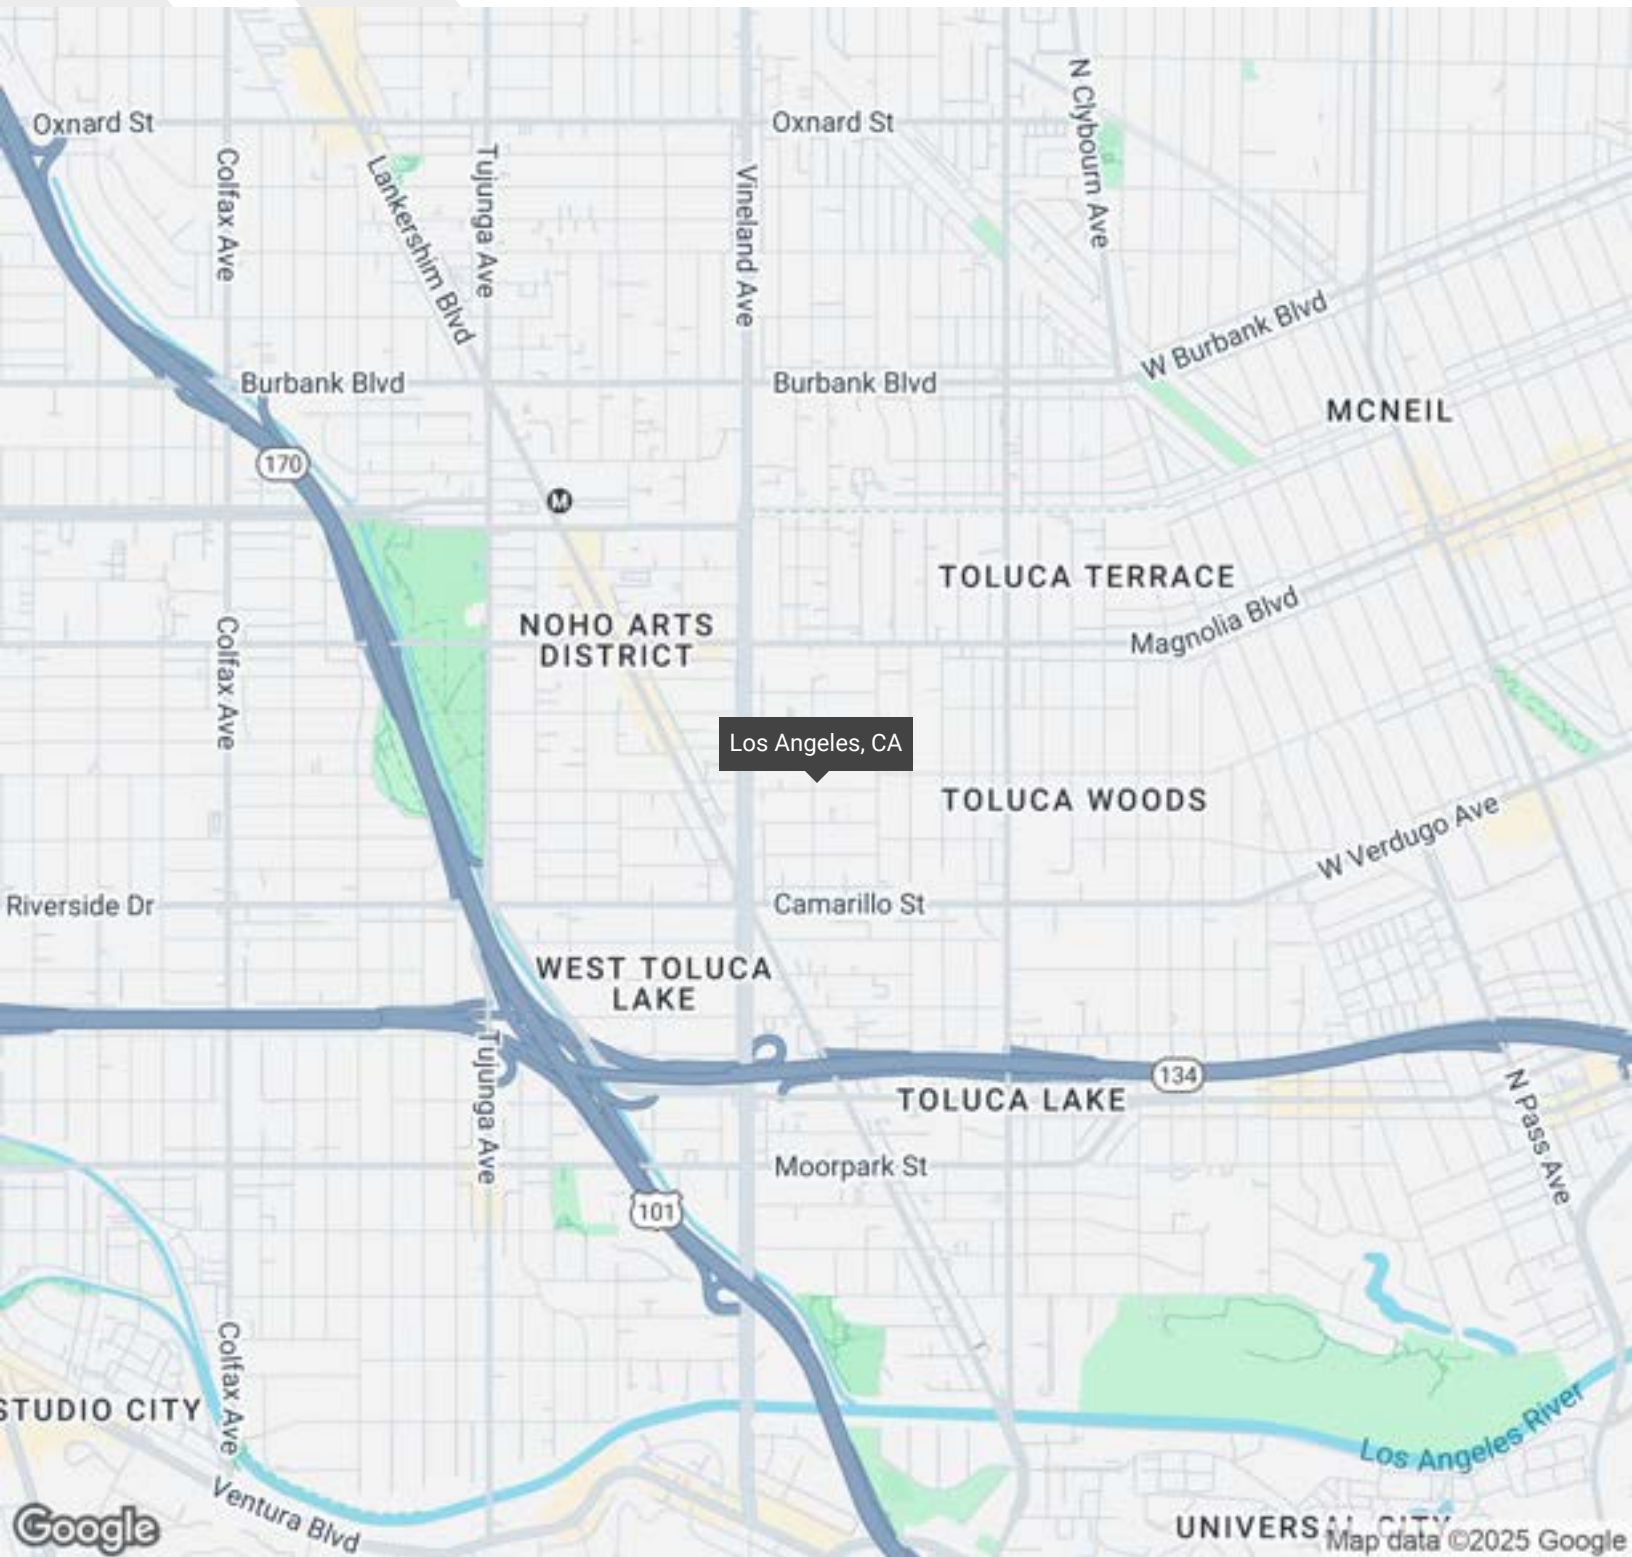 Oxnard St
Oxnard St
N Clybourn Ave
Colfax Ave
Lankershim Blvd
Tujunga Ave
Vineland Ave
W Burbank Blvd
Burbank Blvd
Burbank Blvd
MCNEIL
170
M
TOLUCA TERRACE
NOHO ARTS
DISTRICT
Magnolia Blvd
Colfax Ave
Los Angeles, CA
TOLUCA WOODS
W Verdugo Ave
Riverside Dr
Camarillo St
WEST TOLUCA
LAKE
Tujunga Ave
134
TOLUCA LAKE
N Pass Ave
Moorpark St
101
Colfax Ave
STUDIO CITY
Los Angeles River
Ventura Blvd
Google
UNIVERSAL CITY
Map data ©2025 Google